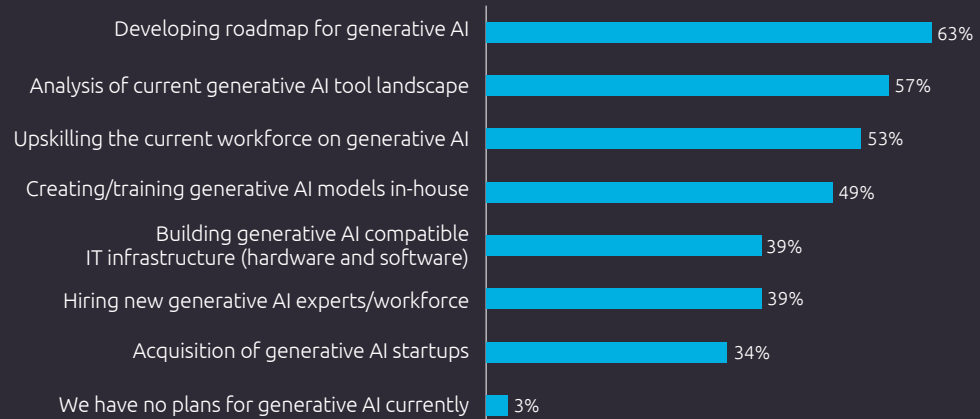 Developing roadmap for generative AI 63%
Analysis of current generative AI tool landscape 57%
Upskilling the current workforce on generative AI 53%
Creating/training generative AI models in-house 49%
Building generative AI compatible
IT infrastructure (hardware and software) 39%
Hiring new generative AI experts/workforce 39%
Acquisition of generative AI startups 34%
We have no plans for generative AI currently 3%